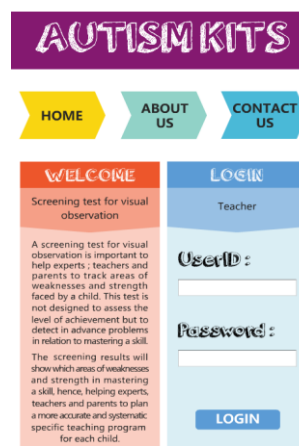 AUTISM KITS
HOME
ABOUT
US
CONTACT
US
WELCOME
Screening test for visual
observation
A screening test for visual
observation is important to
help experts ; teachers and
parents to track areas of
weaknesses and strength
faced by a child. This test is
not designed to assess the
level of achievement but to
detect in advance problems
in relation to mastering a skill.
The screening results will
show which areas of weaknesses
and strength in mastering
a skill, hence, helping experts,
teachers and parents to plan
a more accurate and systematic
specific teaching program
for each child.
LOGIN
Teacher
UserID :
Password :
LOGIN